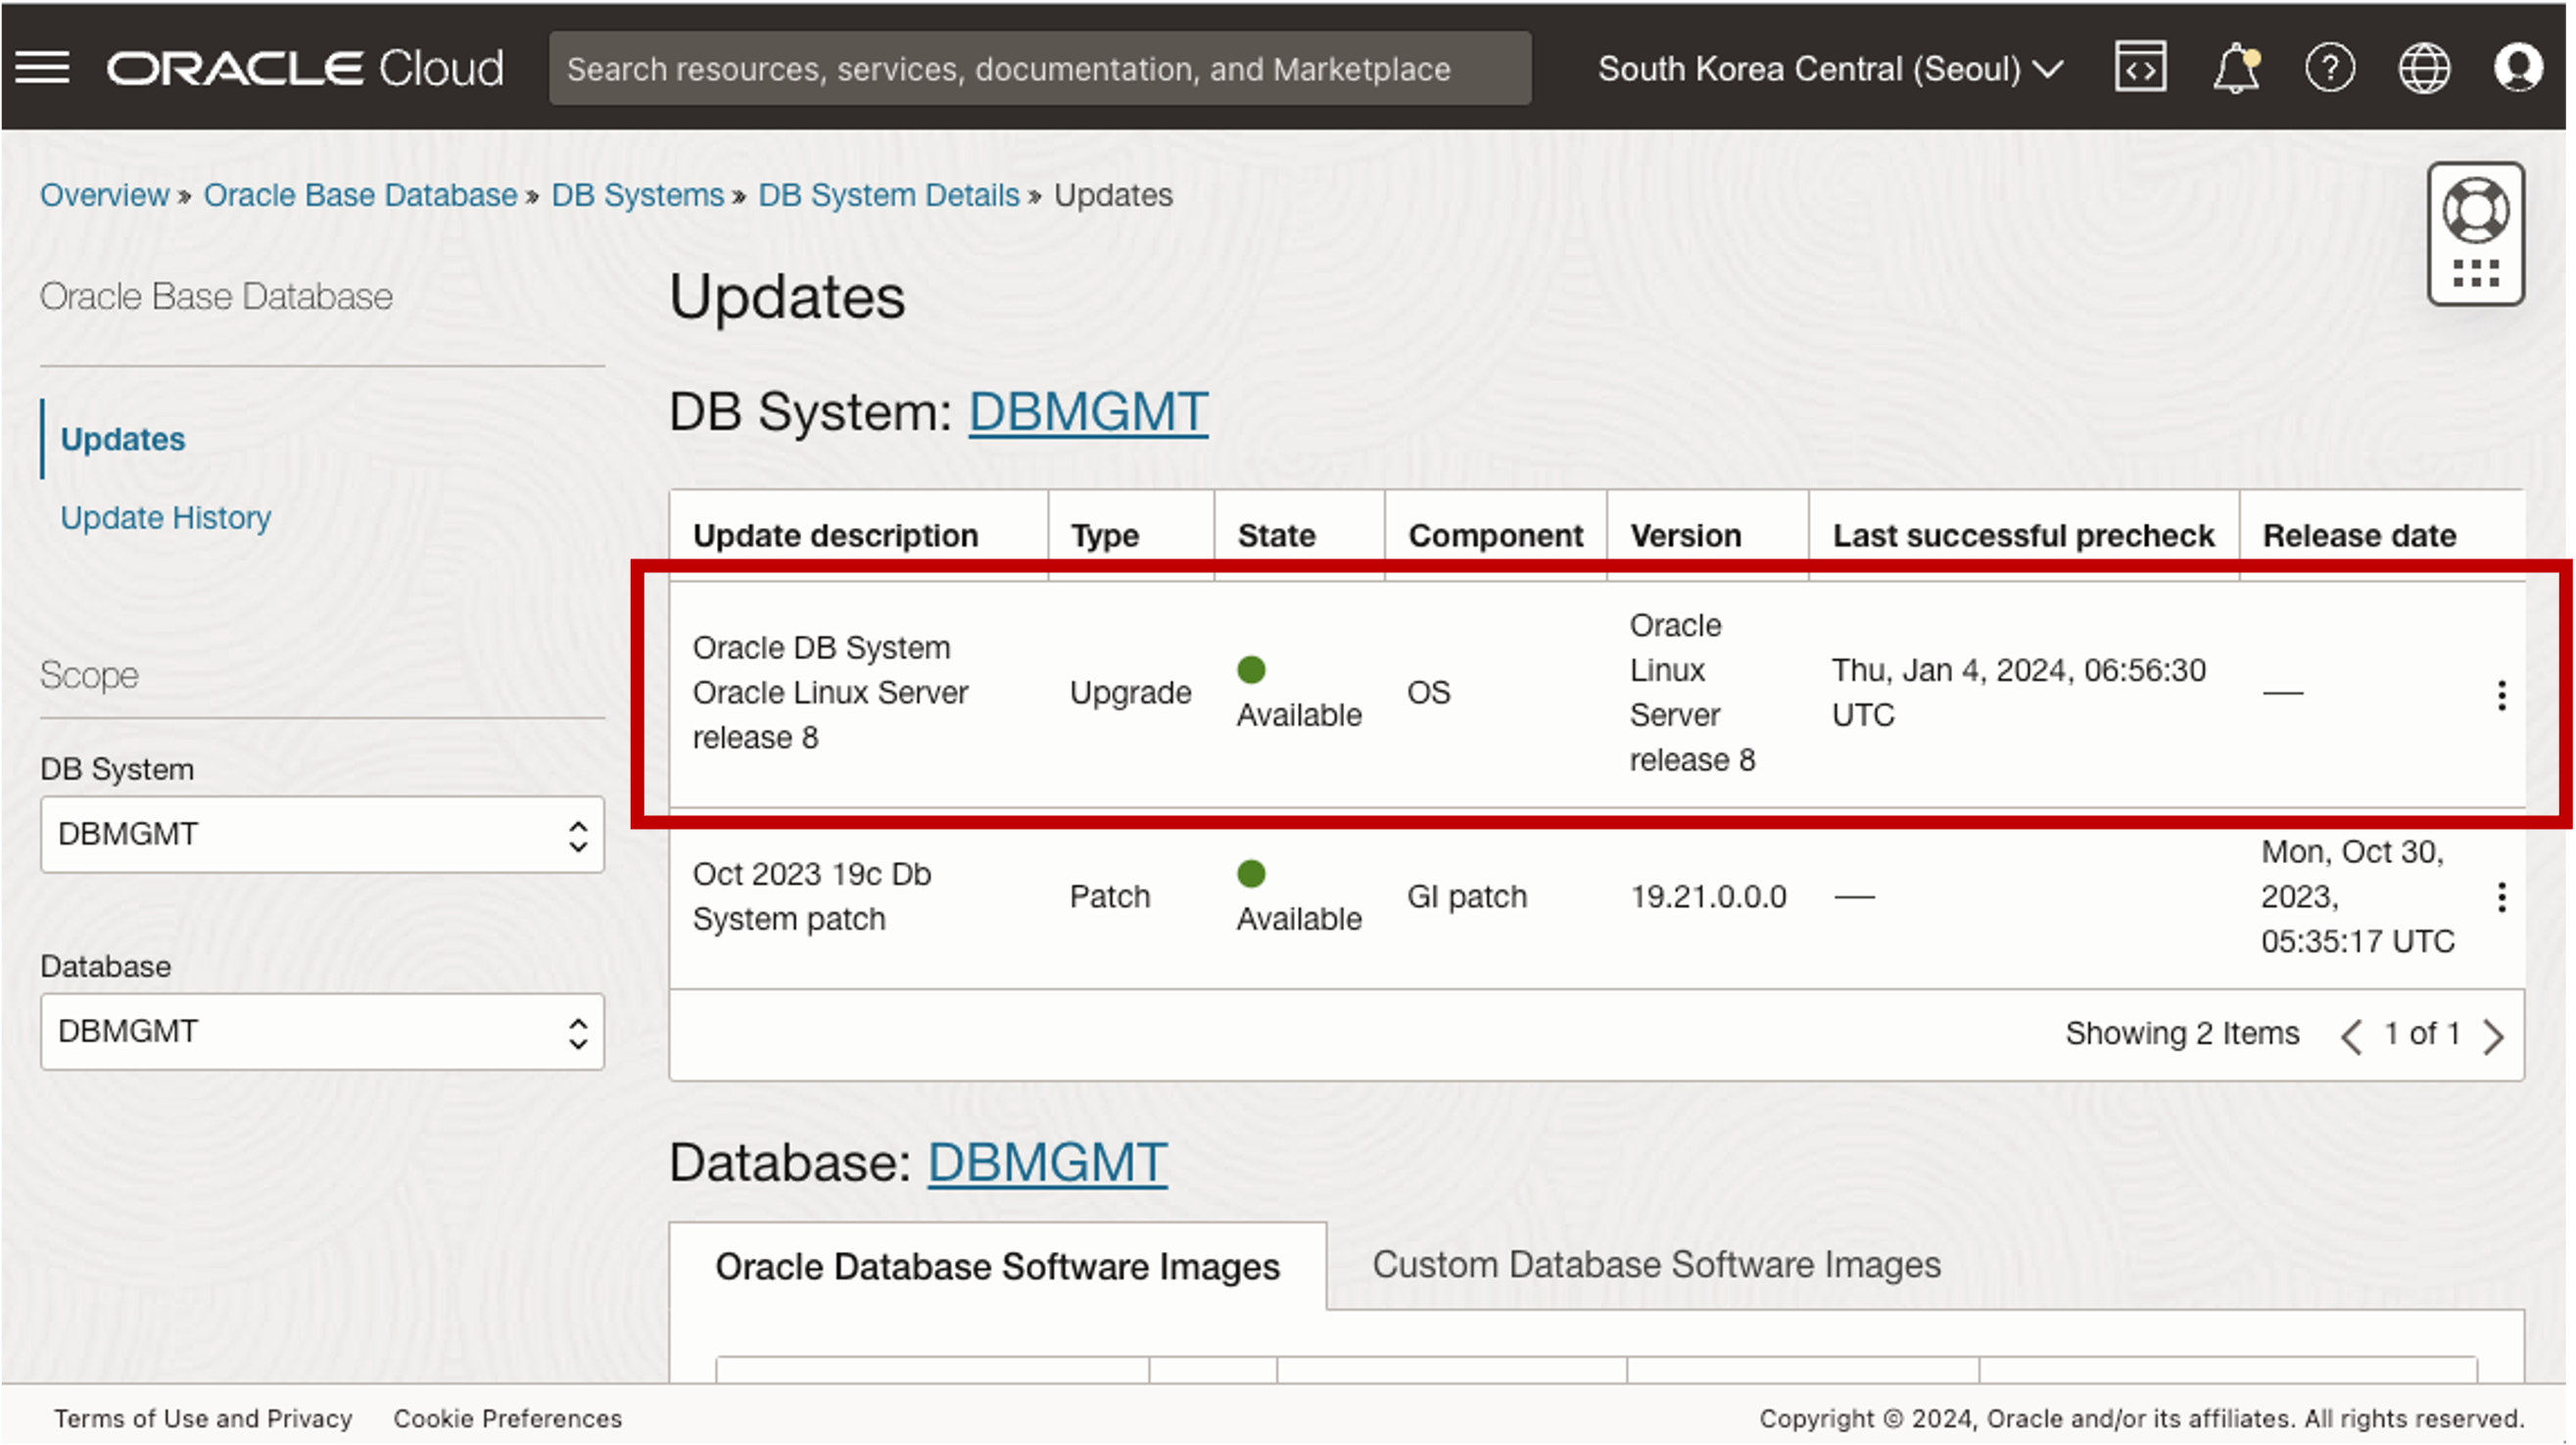 ORACLE Cloud
Search resources, services, documentation, and Marketplace
South Korea Central (Seoul)
Overview » Oracle Base Database » DB Systems » DB System Details » Updates
Oracle Base Database
Updates
Update History
Scope
DB System
DBMGMT
Database
DBMGMT
Updates
DB System: DBMGMT
Update description Type State Component Version Last successful precheck Release date
Oracle DB System
Oracle Linux Server
release 8
Upgrade
Available
OS
Oracle
Linux
Server
release 8
Thu, Jan 4, 2024, 06:56:30
UTC
—
Oct 2023 19c Db
System patch
Patch
Available
GI patch
19.21.0.0.0
—
Mon, Oct 30,
2023,
05:35:17 UTC
Showing 2 Items 1 of 1
Database: DBMGMT
Oracle Database Software Images
Custom Database Software Images
Terms of Use and Privacy Cookie Preferences
Copyright © 2024, Oracle and/or its affiliates. All rights reserved.